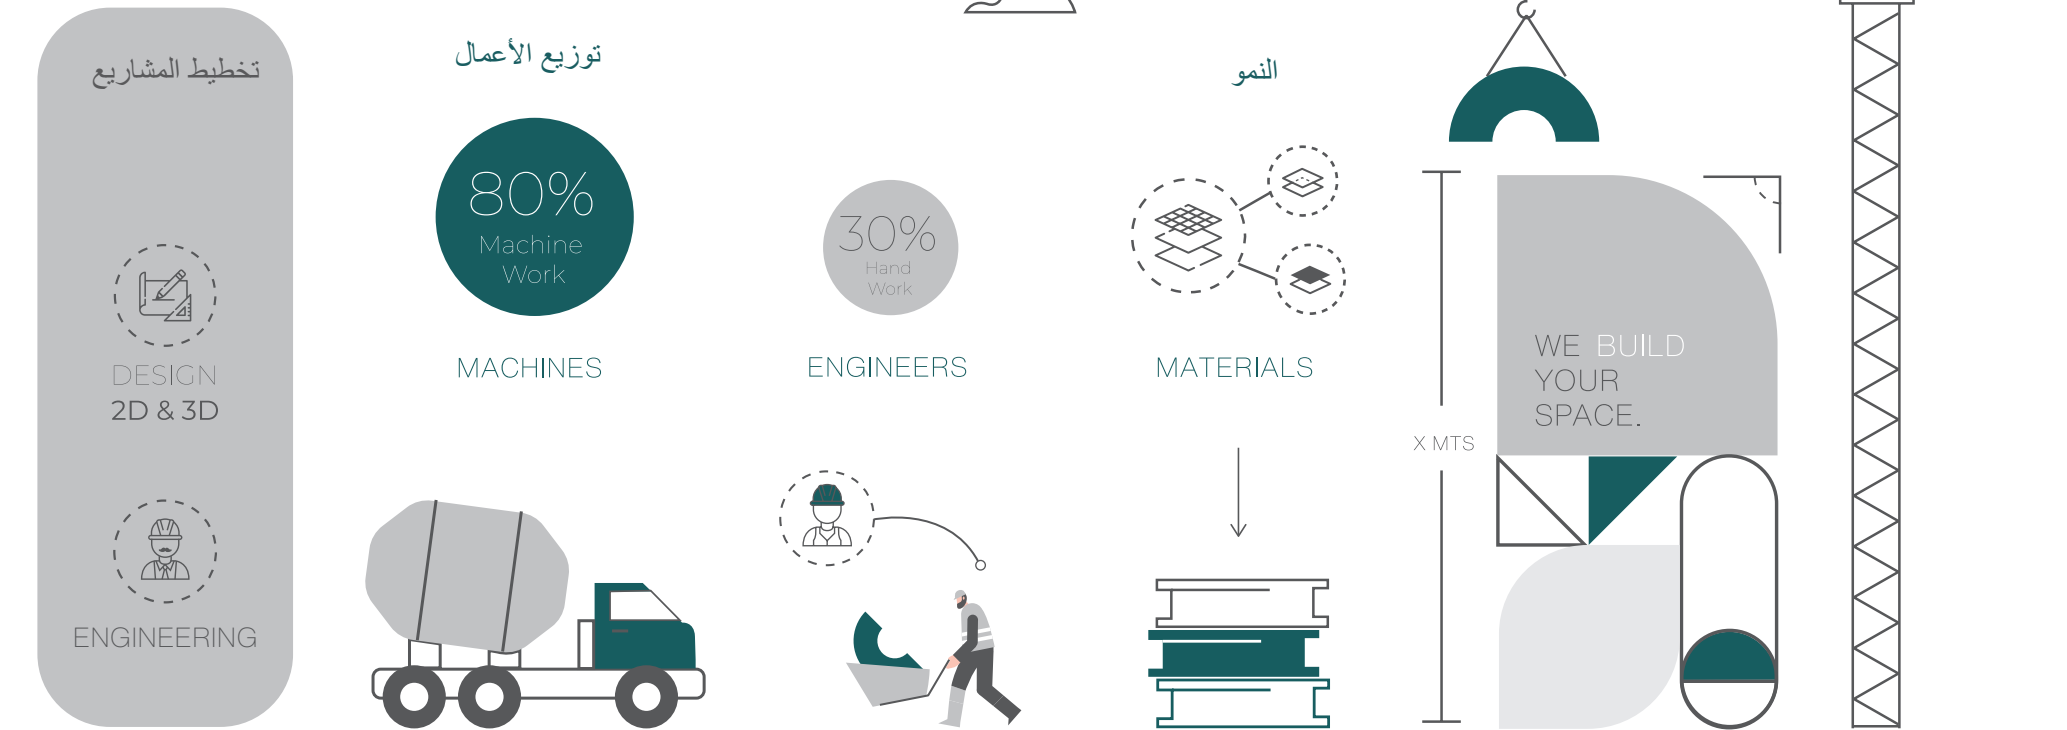 تخطيط المشاريع
DESIGN
2D & 3D
ENGINEERING
توزيع الأعمال
80%
Machine
Work
MACHINES
30%
Hand
Work
ENGINEERS
النمو
MATERIALS
X MTS
WE BUILD
YOUR
SPACE.